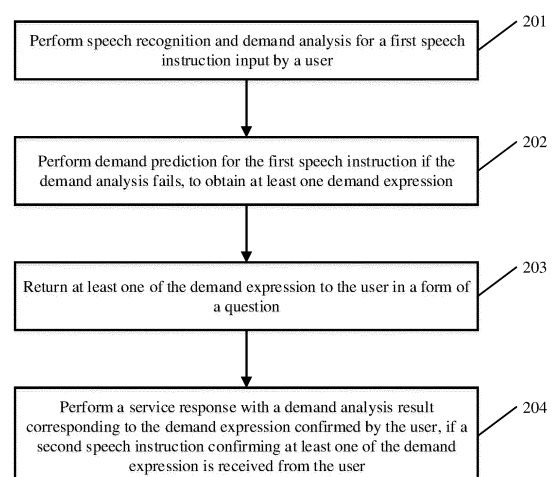 201
Perform speech recognition and demand analysis for a first speech
instruction input by a user
202
Perform demand prediction for the first speech instruction if the
demand analysis fails, to obtain at least one demand expression
203
Return at least one of the demand expression to the user in a form of
a question
204
Perform a service response with a demand analysis result
corresponding to the demand expression confirmed by the user, if a
second speech instruction confirming at least one of the demand
expression is received from the user